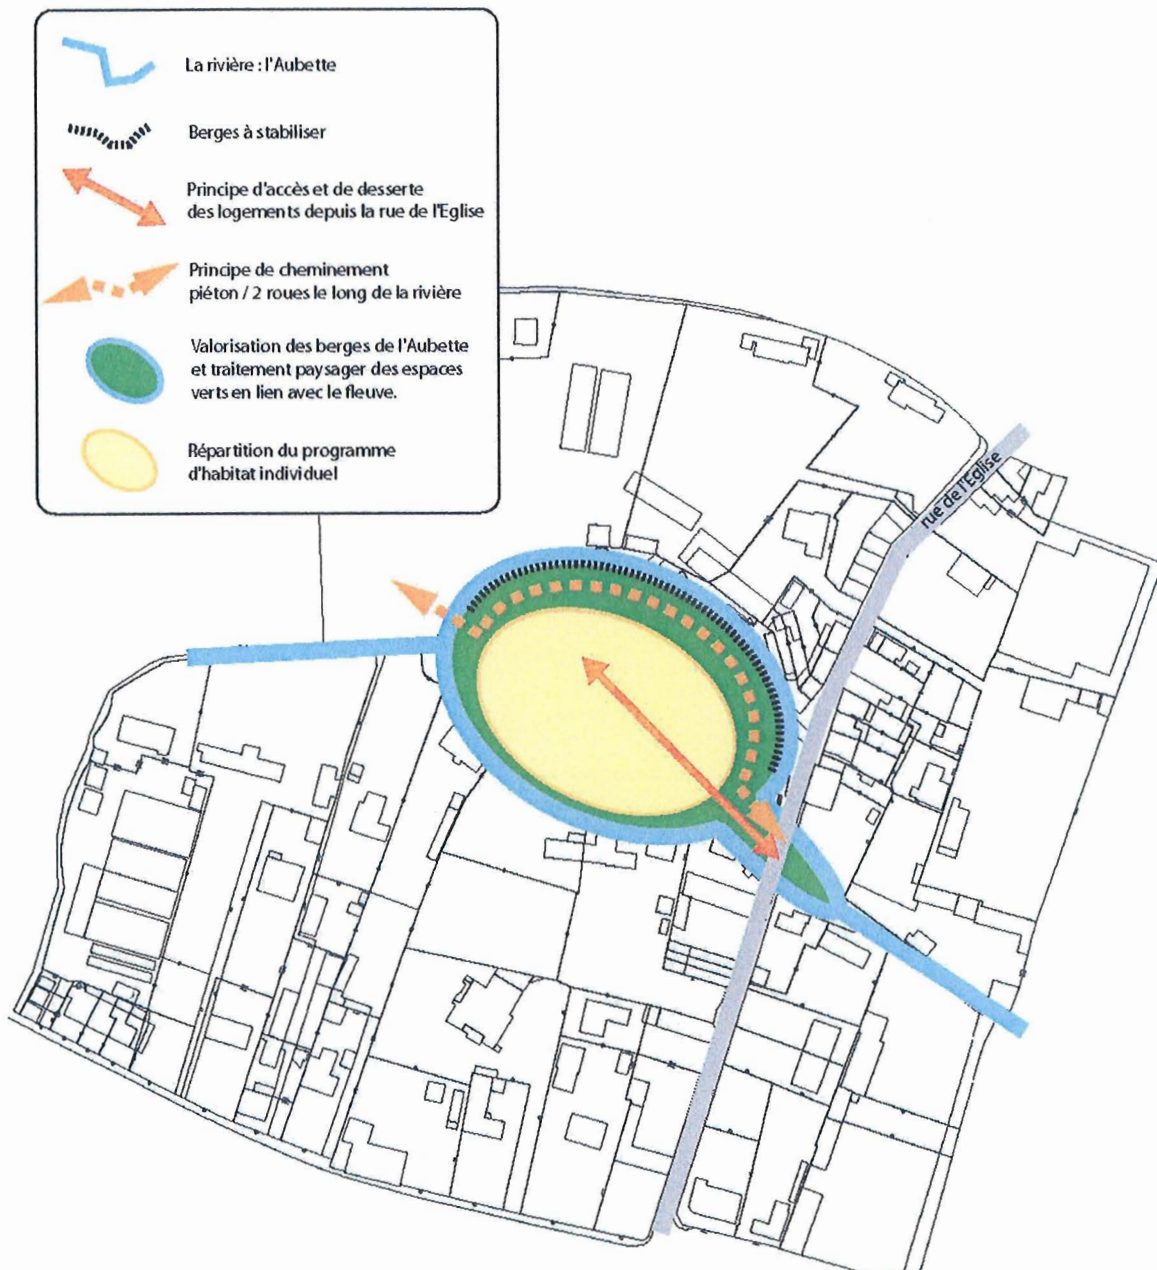 La rivière : l'Aubette
Berges à stabiliser
Principe d'accès et de desserte
des logements depuis la rue de l'Eglise
Principe de cheminement
piéton / 2 roues le long de la rivière
Valorisation des berges de l'Aubette
et traitement paysager des espaces
verts en lien avec le fleuve.
Répartition du programme
d'habitat individuel
rue de l'Eglise